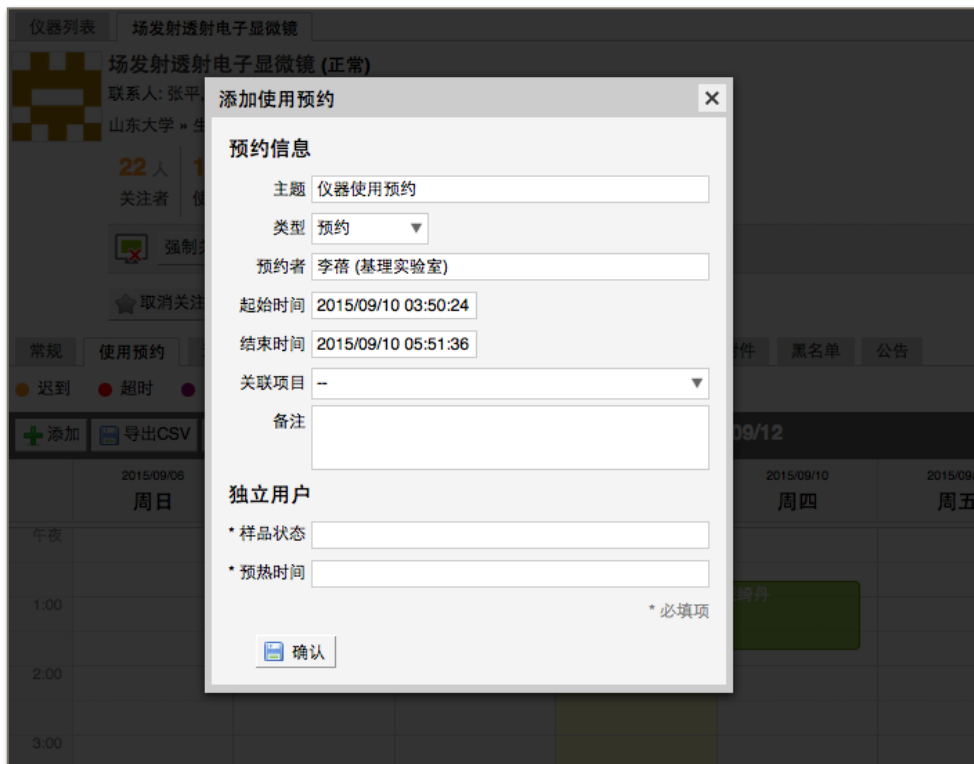 仪器列表 场发射透射电子显微镜
场发射透射电子显微镜 (正常)
联系人: 张平,
山东大学 »
22 人
关注者
强制
取消关注
添加使用预约
预约信息
主题 仪器使用预约
类型 预约
预约者 李蓓 (基理实验室)
起始时间 2015/09/10 03:50:24
结束时间 2015/09/10 05:51:36
关联项目 --
备注
独立用户
* 样品状态
* 预热时间
* 必填项
确认
常规 使用预约 附件 黑名单 公告
迟到 超时
添加 导出CSV 09/12
2015/09/06 2015/09/10 2015/09
周日 周四 周五
午夜
1:00
2:00
3:00